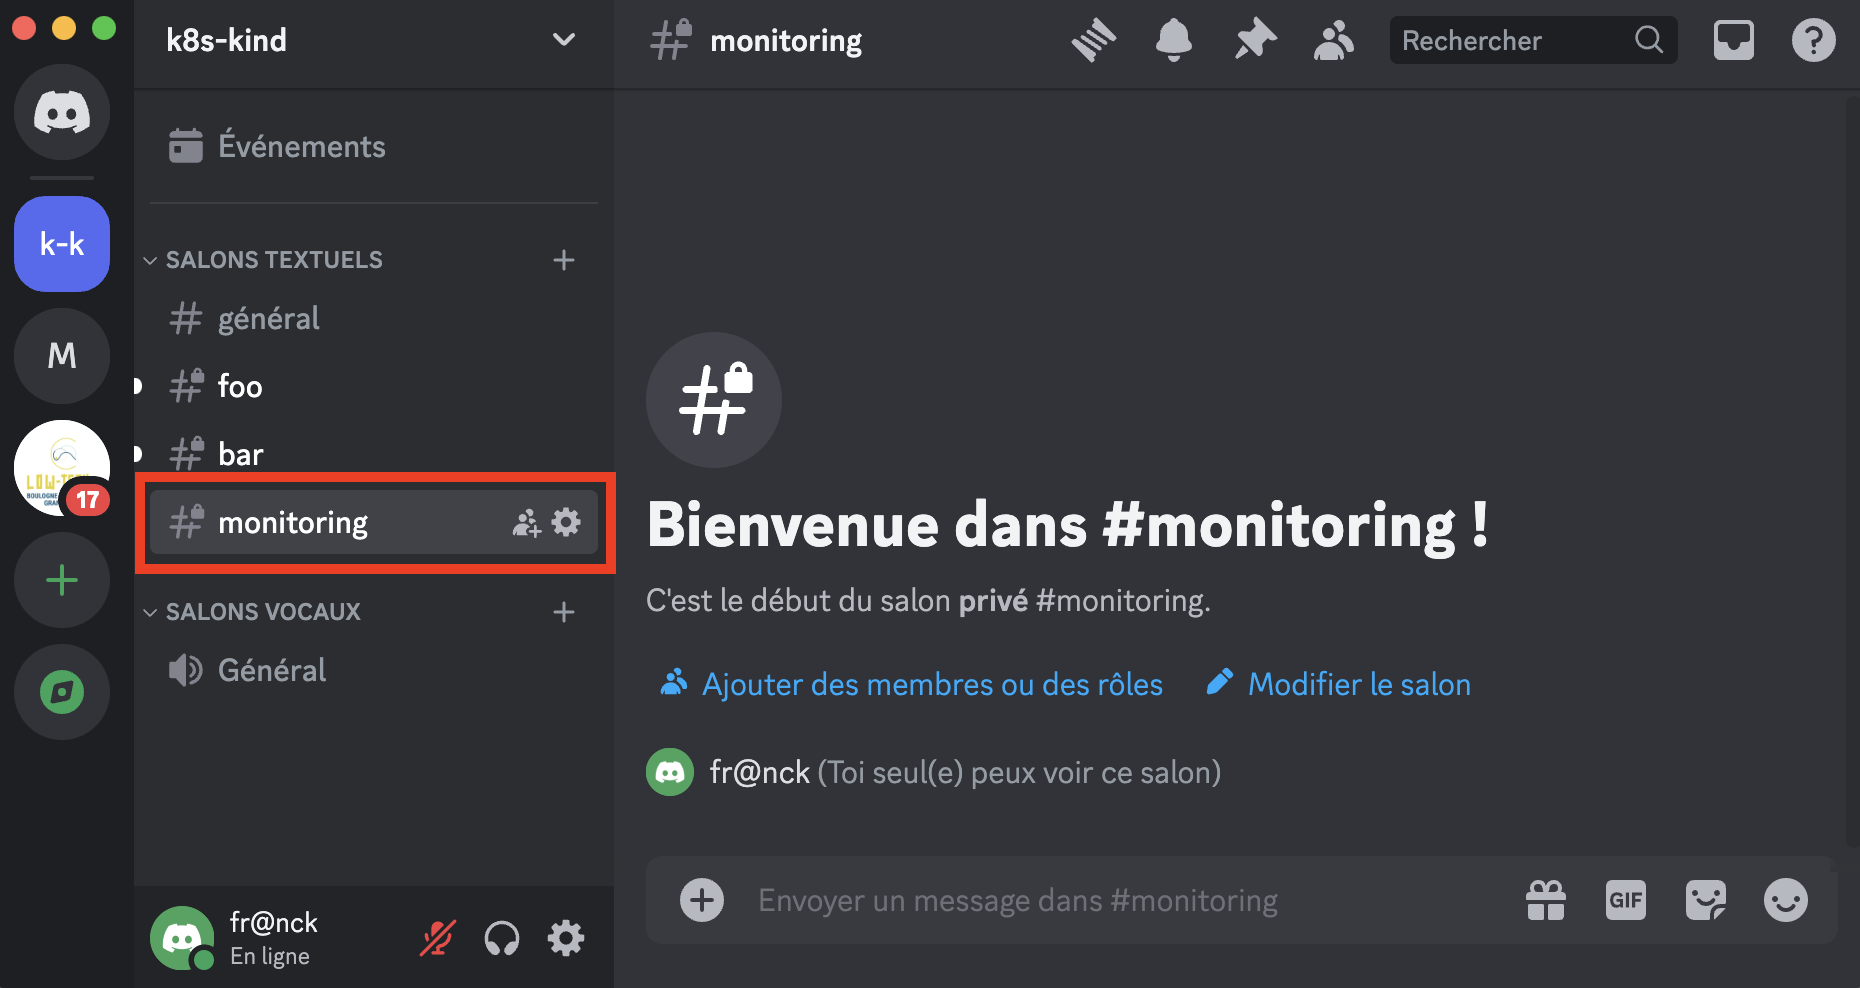 k8s-kind
monitoring
Rechercher
Événements
k-k
SALONS TEXTUELS
général
M
foo
bar
17
monitoring
Bienvenue dans #monitoring !
C'est le début du salon privé #monitoring.
SALONS VOCAUX
Général
Ajouter des membres ou des rôles
Modifier le salon
fr@nck (Toi seul(e) peux voir ce salon)
Envoyer un message dans #monitoring
GIF
fr@nck
En ligne